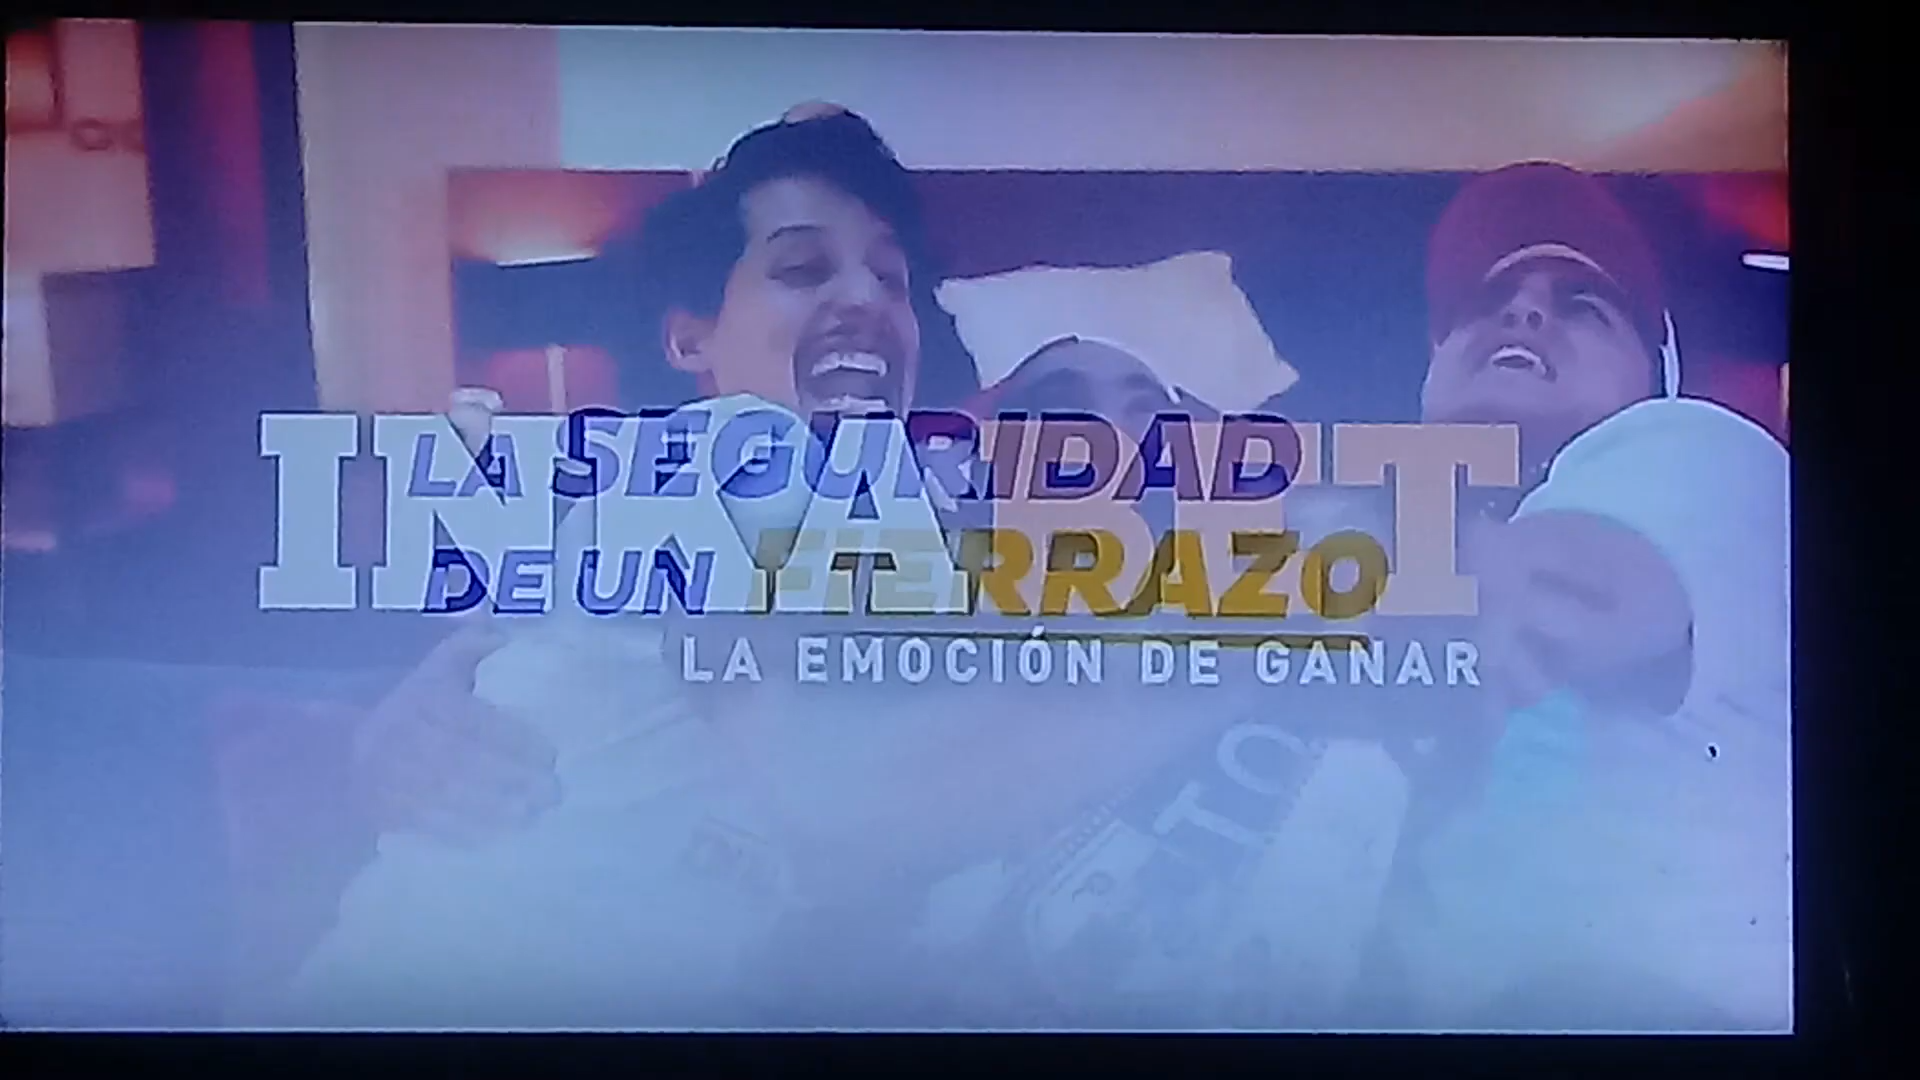 INKABET
LA SEGURIDAD
DE UN FIERRAZO
LA EMOCIÓN DE GANAR